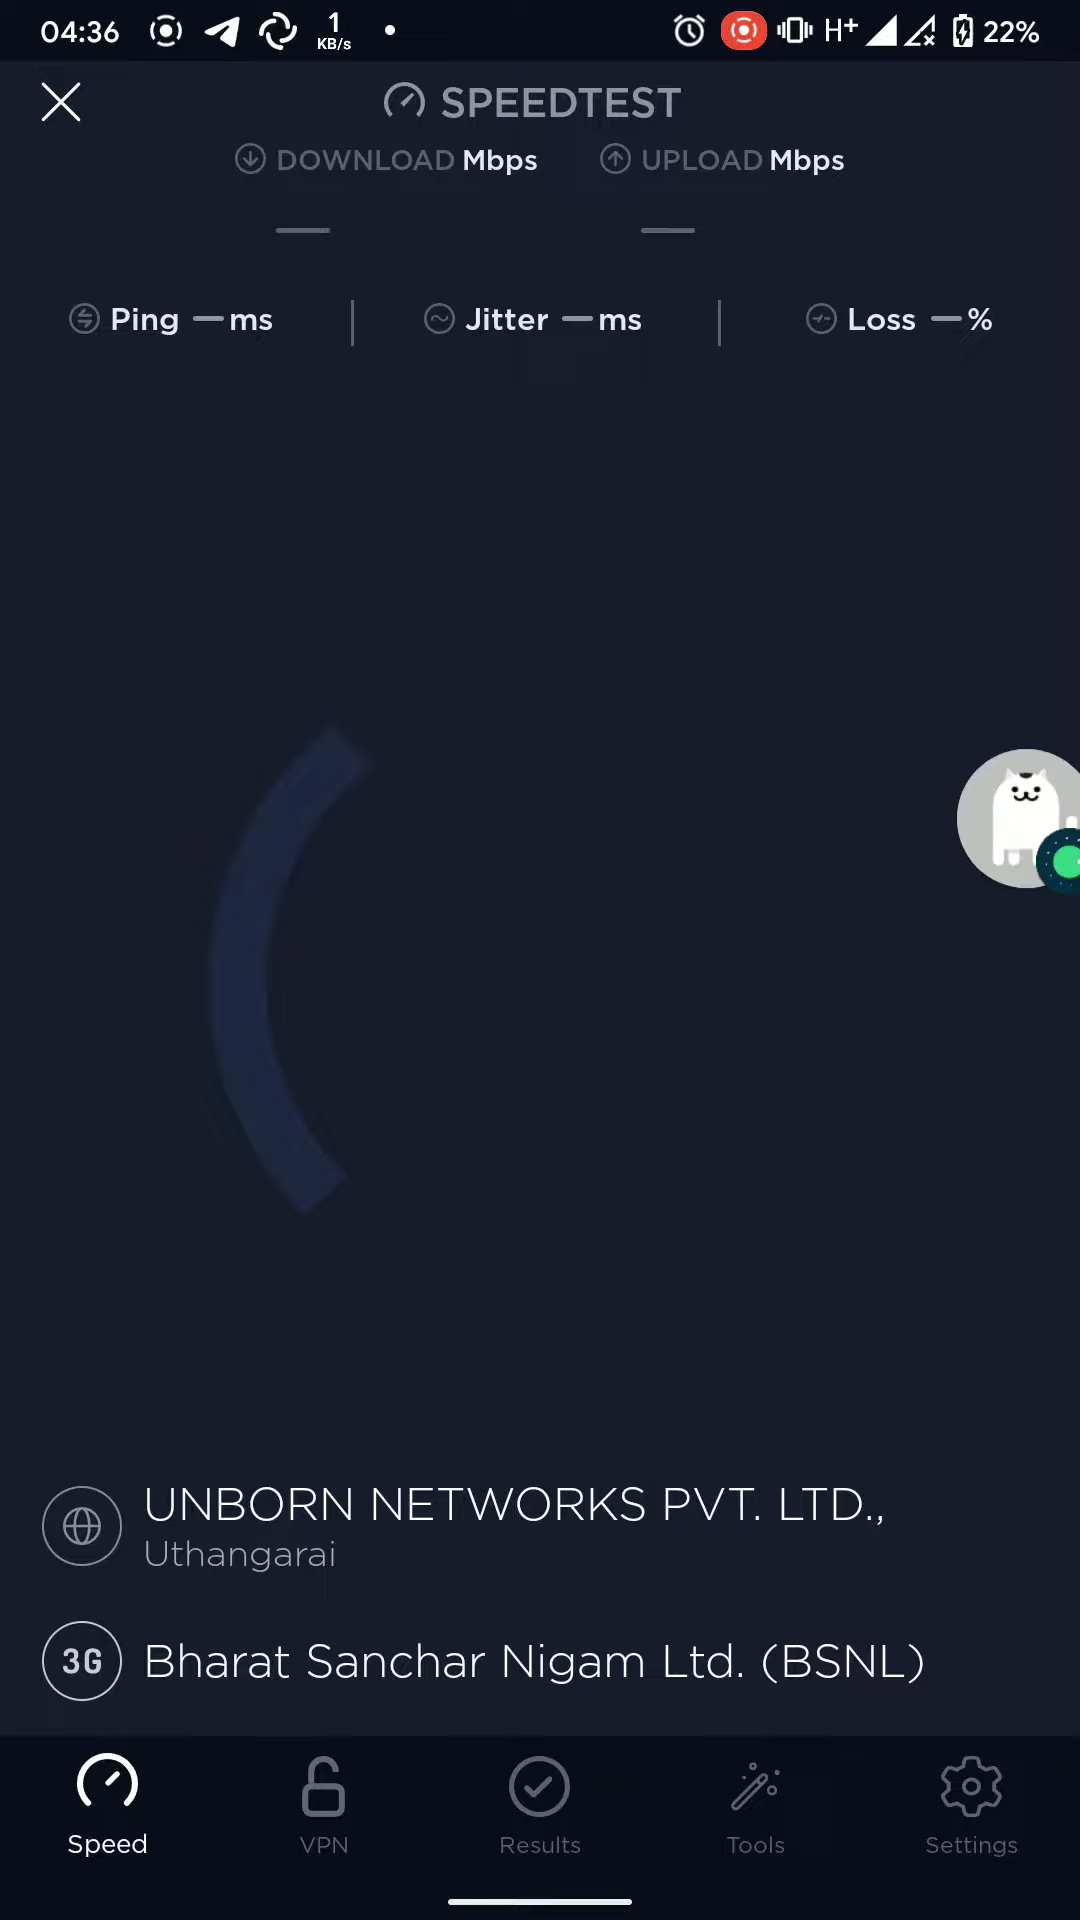 04:36 1 KB/s H+ 22%
SPEEDTEST
DOWNLOAD Mbps UPLOAD Mbps
— —
Ping — ms Jitter — ms Loss — %
UNBORN NETWORKS PVT. LTD.,
Uthangarai
3G Bharat Sanchar Nigam Ltd. (BSNL)
Speed VPN Results Tools Settings